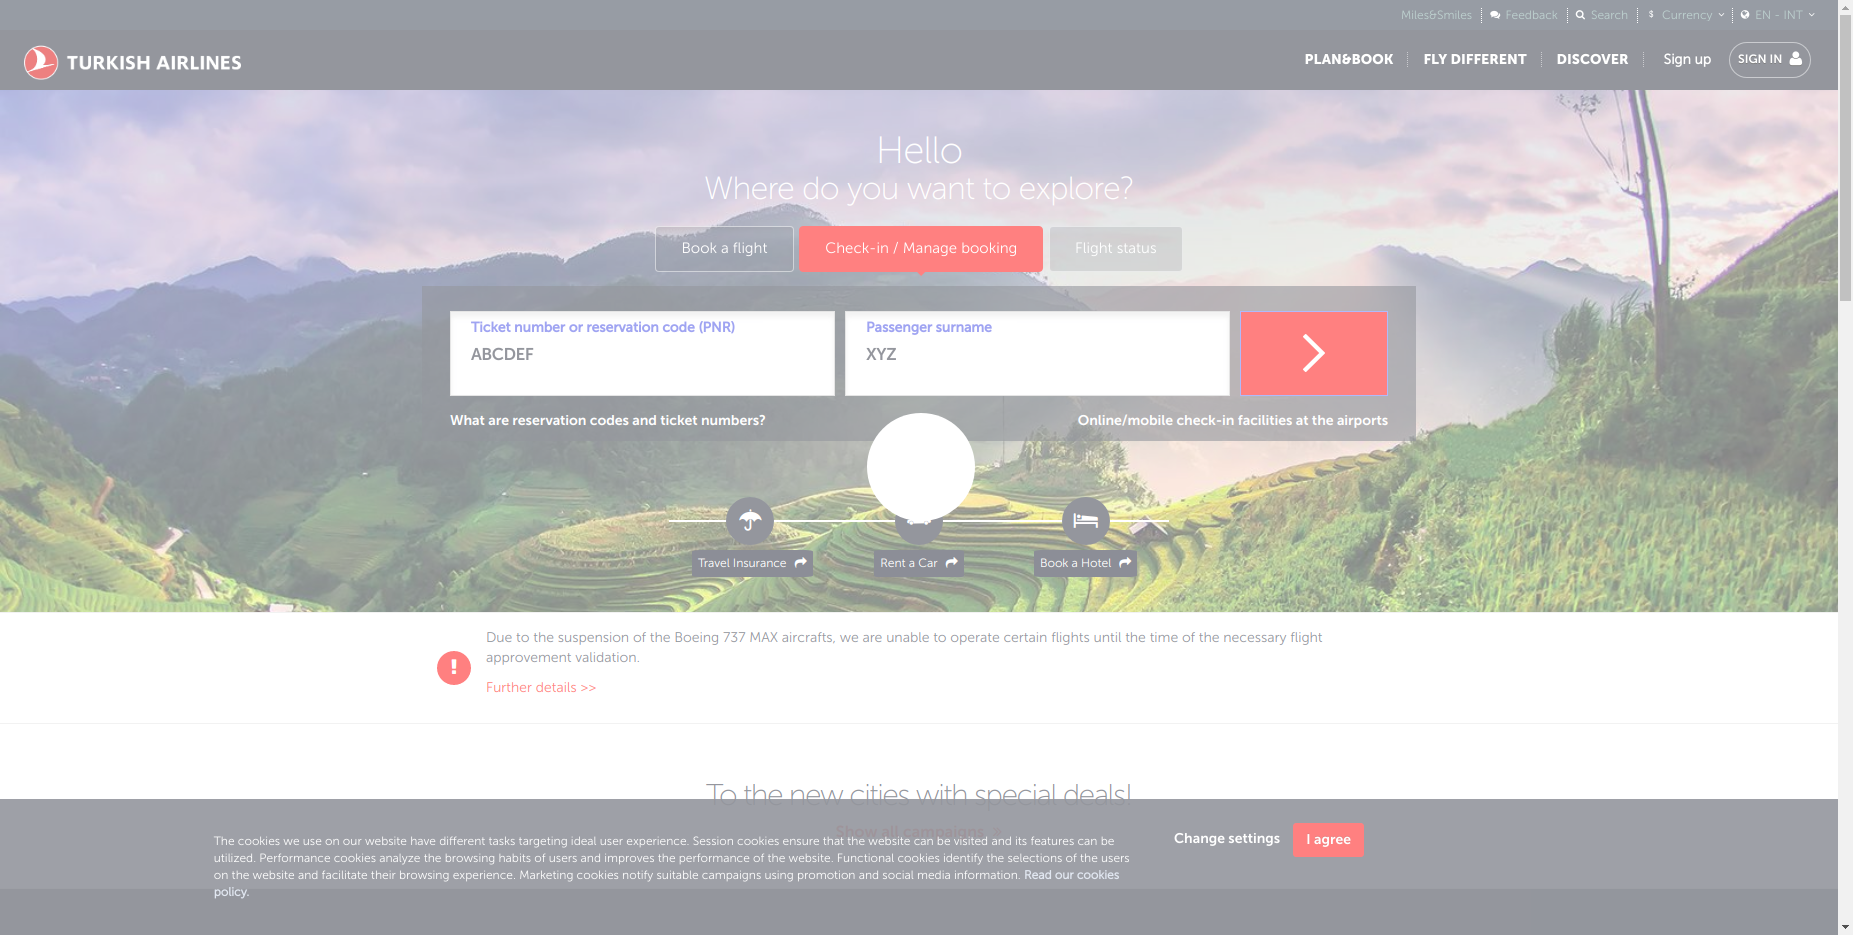 Miles&Smiles Feedback Search $ Currency EN - INT
TURKISH AIRLINES
PLAN&BOOK FLY DIFFERENT DISCOVER Sign up SIGN IN
Hello
Where do you want to explore?
Book a flight Check-in / Manage booking Flight status
Ticket number or reservation code (PNR)
ABCDEF
Passenger surname
XYZ
What are reservation codes and ticket numbers? Online/mobile check-in facilities at the airports
Travel Insurance Rent a Car Book a Hotel
Due to the suspension of the Boeing 737 MAX aircrafts, we are unable to operate certain flights until the time of the necessary flight
approvement validation.
Further details >>
To the new cities with special deals!
Show all campaigns
The cookies we use on our website have different tasks targeting ideal user experience. Session cookies ensure that the website can be visited and its features can be
utilized. Performance cookies analyze the browsing habits of users and improves the performance of the website. Functional cookies identify the selections of the users
on the website and facilitate their browsing experience. Marketing cookies notify suitable campaigns using promotion and social media information. Read our cookies
policy.
Change settings I agree